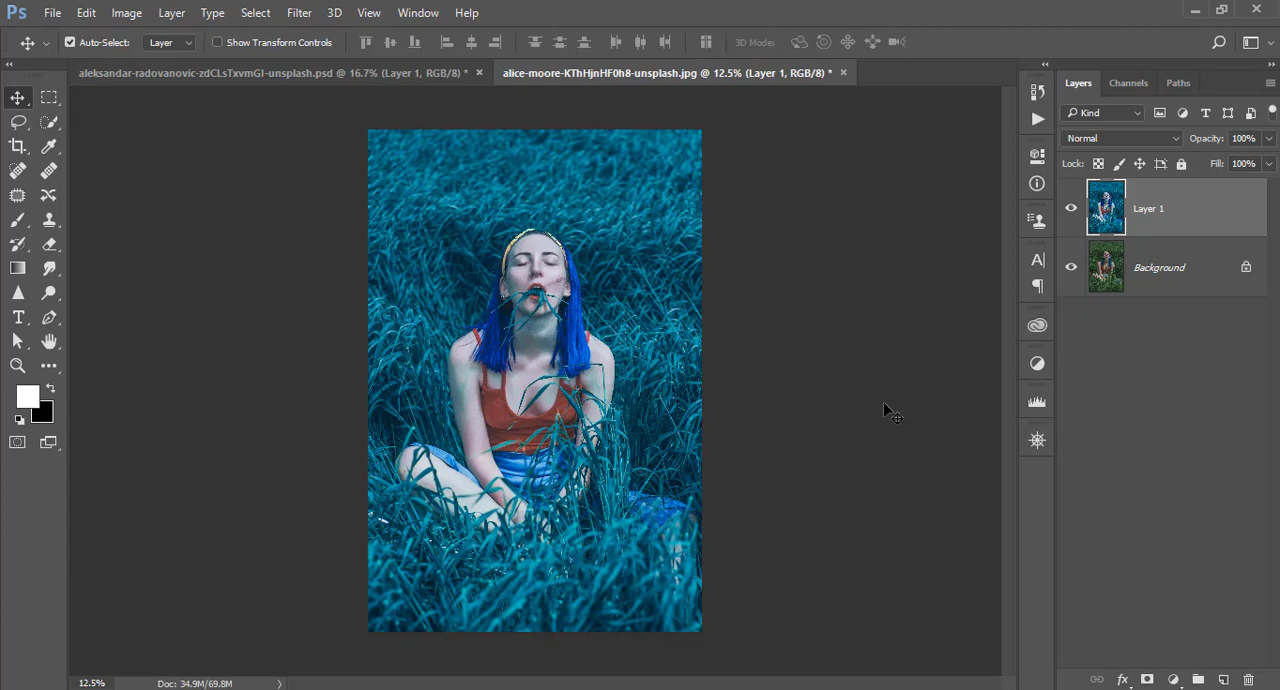 Ps File Edit Image Layer Type Select Filter 3D View Window Help
Auto-Select: Layer Show Transform Controls 3D Mode:
aleksandar-radovanovic-zdCLsTxvmGI-unsplash.psd @ 16.7% (Layer 1, RGB/8) * × alice-moore-KThHjnHF0h8-unsplash.jpg @ 12.5% (Layer 1, RGB/8) * ×
Layers Channels Paths
Kind
Normal Opacity: 100%
Lock: Fill: 100%
Layer 1
Background
12.5% Doc: 34.9M/69.8M